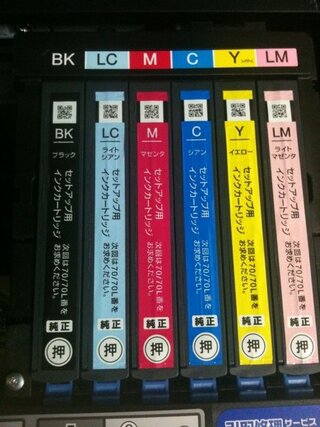 BK LC M C Y LM
BK
ブラック
セットアップ用
インクカートリッジ
次回は70/70L番を
お求めください。
純正
押
LC
ライト
シアン
セットアップ用
インクカートリッジ
次回は70/70L番を
お求めください。
純正
押
M
マゼンタ
セットアップ用
インクカートリッジ
次回は70/70L番を
お求めください。
純正
押
C
シアン
セットアップ用
インクカートリッジ
次回は70/70L番を
お求めください。
純正
押
Y
イエロー
セットアップ用
インクカートリッジ
次回は70/70L番を
お求めください。
純正
押
LM
ライト
マゼンタ
セットアップ用
インクカートリッジ
次回は70/70L番を
お求めください。
純正
押
サービス